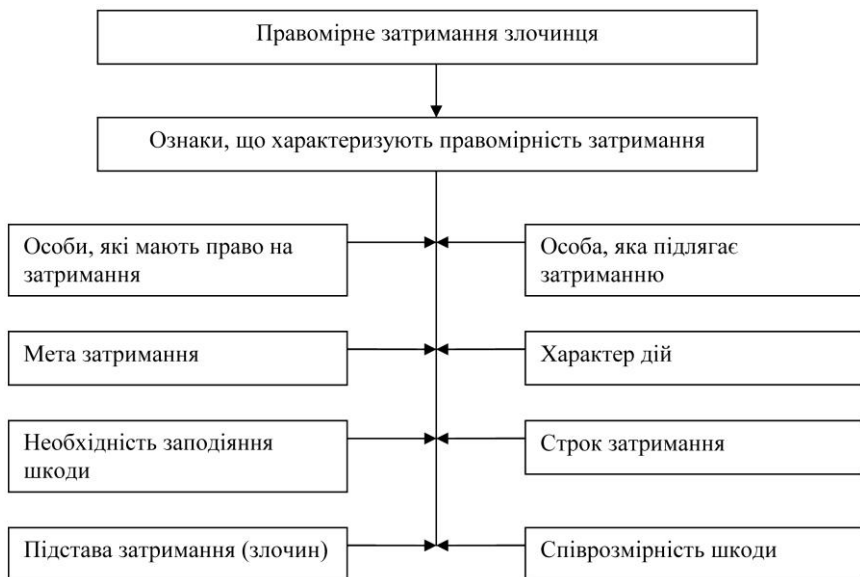 Правомірне затримання злочинця
Ознаки, що характеризують правомірність затримання
Особи, які мають право на
затримання
Особа, яка підлягає
затриманню
Мета затримання
Характер дій
Необхідність заподіяння
шкоди
Строк затримання
Підстава затримання (злочин)
Співрозмірність шкоди